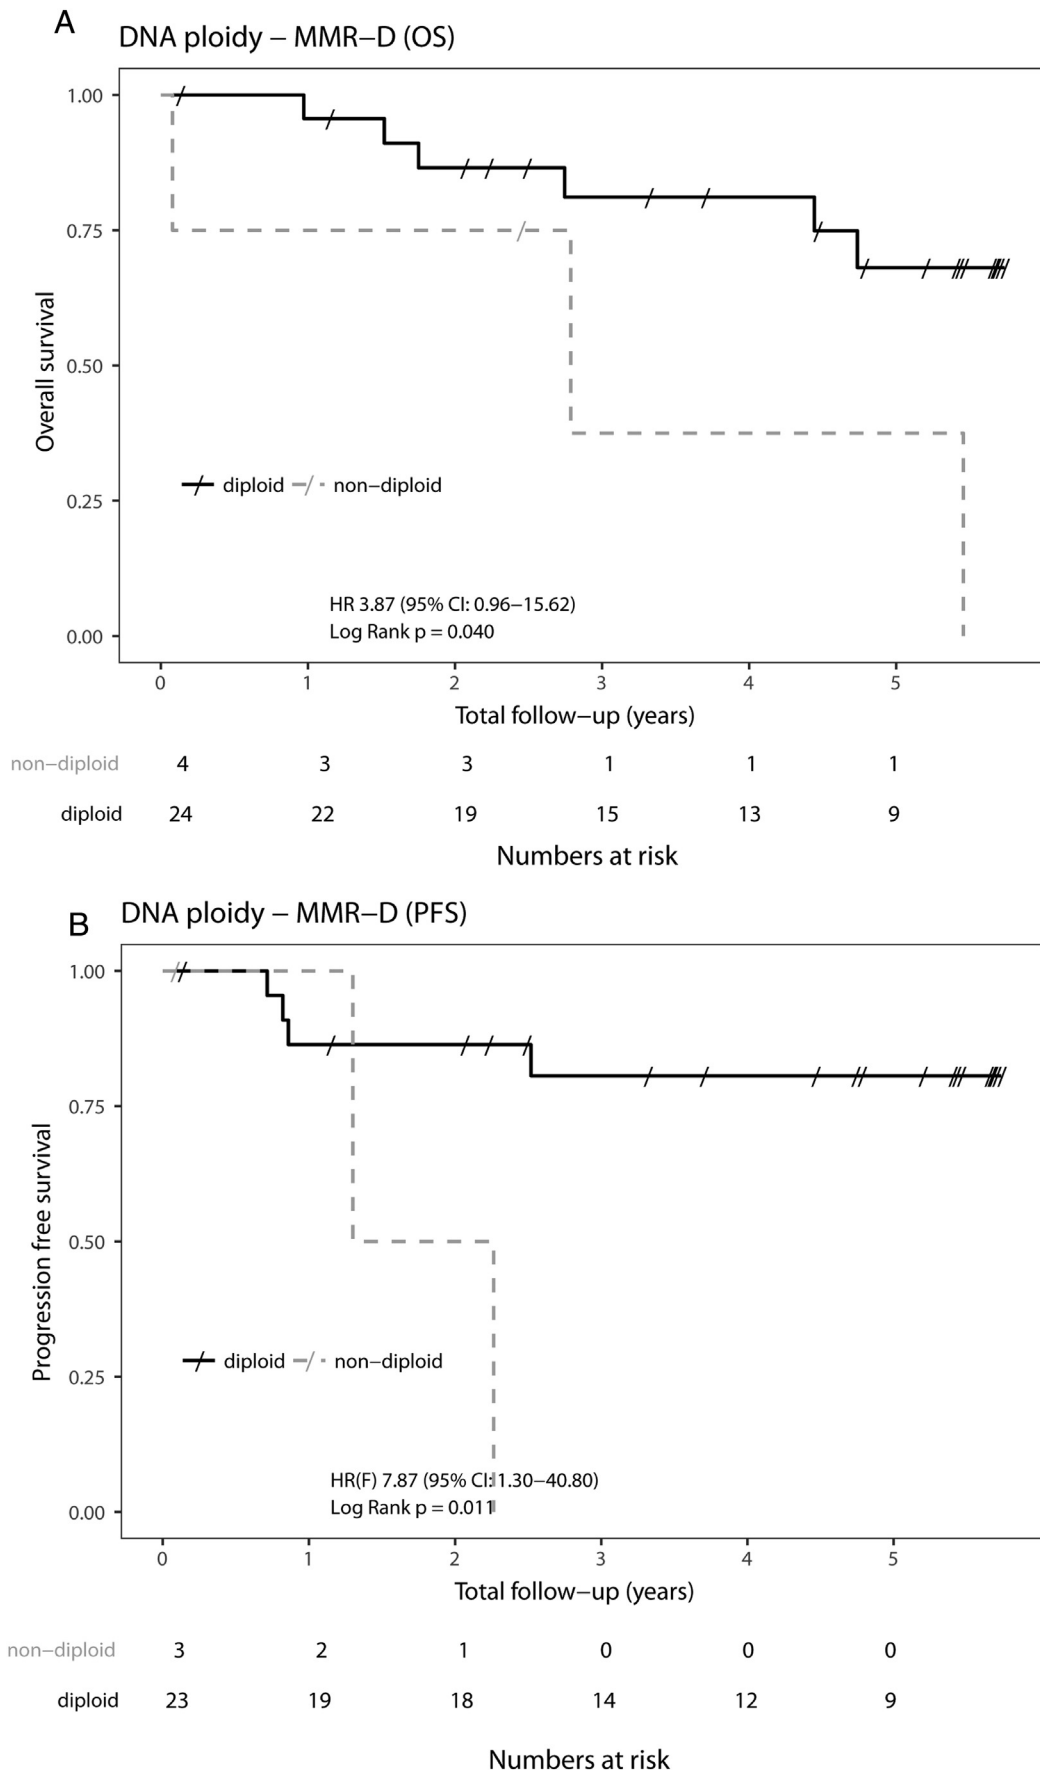 A
DNA ploidy – MMR–D (OS)
1.00
0.75
0.50
0.25
0.00
Overall survival
diploid non–diploid
HR 3.87 (95% CI: 0.96–15.62)
Log Rank p = 0.040
0 1 2 3 4 5
Total follow–up (years)
non–diploid 4 3 3 1 1 1
diploid 24 22 19 15 13 9
Numbers at risk
B
DNA ploidy – MMR–D (PFS)
1.00
0.75
0.50
0.25
0.00
Progression free survival
diploid non–diploid
HR(F) 7.87 (95% CI: 1.30–40.80)
Log Rank p = 0.011
0 1 2 3 4 5
Total follow–up (years)
non–diploid 3 2 1 0 0 0
diploid 23 19 18 14 12 9
Numbers at risk